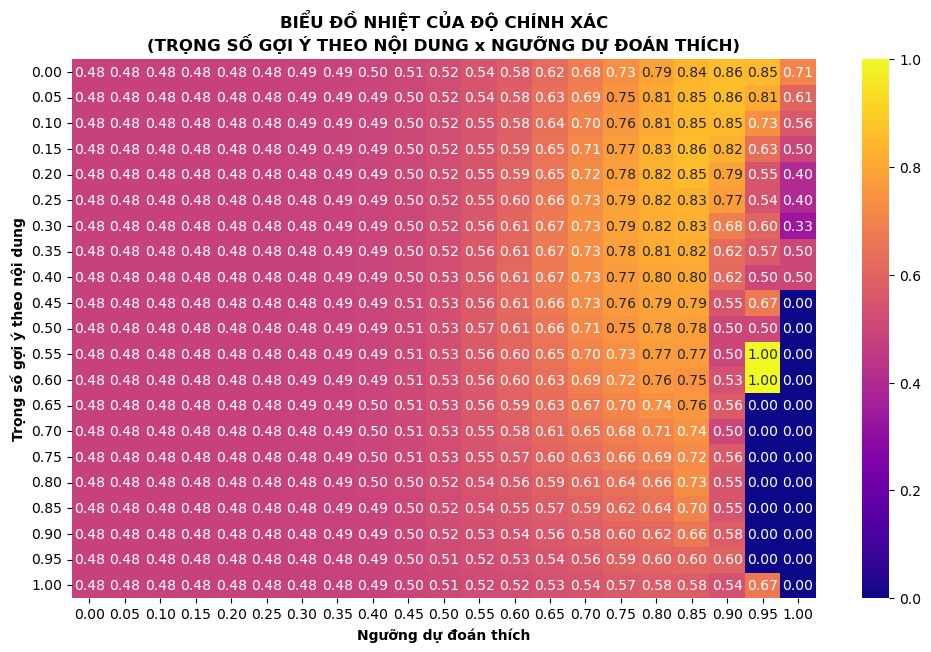 BIỂU ĐỒ NHIỆT CỦA ĐỘ CHÍNH XÁC
(TRỌNG SỐ GỢI Ý THEO NỘI DUNG x NGƯỠNG DỰ ĐOÁN THÍCH)
Trọng số gợi ý theo nội dung
0.00 0.48 0.48 0.48 0.48 0.48 0.48 0.49 0.49 0.50 0.51 0.52 0.54 0.58 0.62 0.68 0.73 0.79 0.84 0.86 0.85 0.71
0.05 0.48 0.48 0.48 0.48 0.48 0.48 0.49 0.49 0.49 0.50 0.52 0.54 0.58 0.63 0.69 0.75 0.81 0.85 0.86 0.81 0.61
0.10 0.48 0.48 0.48 0.48 0.48 0.48 0.49 0.49 0.49 0.50 0.52 0.55 0.58 0.64 0.70 0.76 0.81 0.85 0.85 0.73 0.56
0.15 0.48 0.48 0.48 0.48 0.48 0.48 0.49 0.49 0.49 0.50 0.52 0.55 0.59 0.65 0.71 0.77 0.83 0.86 0.82 0.63 0.50
0.20 0.48 0.48 0.48 0.48 0.48 0.48 0.48 0.49 0.49 0.50 0.52 0.55 0.59 0.65 0.72 0.78 0.82 0.85 0.79 0.55 0.40
0.25 0.48 0.48 0.48 0.48 0.48 0.48 0.48 0.49 0.49 0.50 0.52 0.55 0.60 0.66 0.73 0.79 0.82 0.83 0.77 0.54 0.40
0.30 0.48 0.48 0.48 0.48 0.48 0.48 0.48 0.49 0.49 0.50 0.52 0.56 0.61 0.67 0.73 0.79 0.82 0.83 0.68 0.60 0.33
0.35 0.48 0.48 0.48 0.48 0.48 0.48 0.48 0.49 0.49 0.50 0.53 0.56 0.61 0.67 0.73 0.78 0.81 0.82 0.62 0.57 0.50
0.40 0.48 0.48 0.48 0.48 0.48 0.48 0.48 0.49 0.49 0.50 0.53 0.56 0.61 0.67 0.73 0.77 0.80 0.80 0.62 0.50 0.50
0.45 0.48 0.48 0.48 0.48 0.48 0.48 0.48 0.49 0.49 0.51 0.53 0.56 0.61 0.66 0.73 0.76 0.79 0.79 0.55 0.67 0.00
0.50 0.48 0.48 0.48 0.48 0.48 0.48 0.48 0.49 0.49 0.51 0.53 0.57 0.61 0.66 0.71 0.75 0.78 0.78 0.50 0.50 0.00
0.55 0.48 0.48 0.48 0.48 0.48 0.48 0.48 0.49 0.49 0.51 0.53 0.56 0.60 0.65 0.70 0.73 0.77 0.77 0.50 1.00 0.00
0.60 0.48 0.48 0.48 0.48 0.48 0.48 0.48 0.49 0.49 0.51 0.53 0.56 0.60 0.63 0.69 0.72 0.76 0.75 0.53 1.00 0.00
0.65 0.48 0.48 0.48 0.48 0.48 0.48 0.48 0.49 0.50 0.51 0.53 0.56 0.59 0.63 0.67 0.70 0.74 0.76 0.56 0.00 0.00
0.70 0.48 0.48 0.48 0.48 0.48 0.48 0.48 0.49 0.50 0.51 0.53 0.55 0.58 0.61 0.65 0.68 0.71 0.74 0.50 0.00 0.00
0.75 0.48 0.48 0.48 0.48 0.48 0.48 0.48 0.49 0.50 0.51 0.53 0.55 0.57 0.60 0.63 0.66 0.69 0.72 0.56 0.00 0.00
0.80 0.48 0.48 0.48 0.48 0.48 0.48 0.48 0.49 0.50 0.50 0.52 0.54 0.56 0.59 0.61 0.64 0.66 0.73 0.55 0.00 0.00
0.85 0.48 0.48 0.48 0.48 0.48 0.48 0.48 0.49 0.49 0.50 0.52 0.54 0.55 0.57 0.59 0.62 0.64 0.70 0.55 0.00 0.00
0.90 0.48 0.48 0.48 0.48 0.48 0.48 0.48 0.49 0.49 0.50 0.52 0.53 0.54 0.56 0.58 0.60 0.62 0.66 0.58 0.00 0.00
0.95 0.48 0.48 0.48 0.48 0.48 0.48 0.48 0.48 0.49 0.50 0.51 0.52 0.53 0.54 0.56 0.59 0.60 0.60 0.60 0.00 0.00
1.00 0.48 0.48 0.48 0.48 0.48 0.48 0.48 0.48 0.49 0.50 0.51 0.52 0.52 0.53 0.54 0.57 0.58 0.58 0.54 0.67 0.00
0.00 0.05 0.10 0.15 0.20 0.25 0.30 0.35 0.40 0.45 0.50 0.55 0.60 0.65 0.70 0.75 0.80 0.85 0.90 0.95 1.00
Ngưỡng dự đoán thích
1.0
0.8
0.6
0.4
0.2
0.0